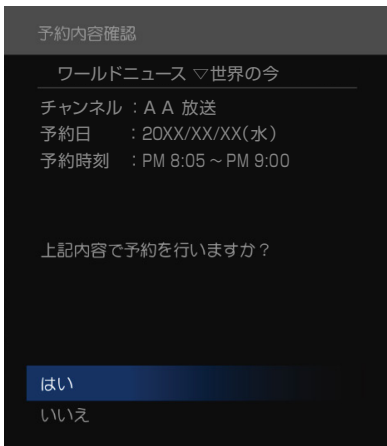 予約内容確認
ワールドニュース ▽世界の今
チャンネル：A A 放送
予約日　：20XX/XX/XX(水)
予約時刻　：PM 8:05～PM 9:00
上記内容で予約を行いますか？
はい
いいえ